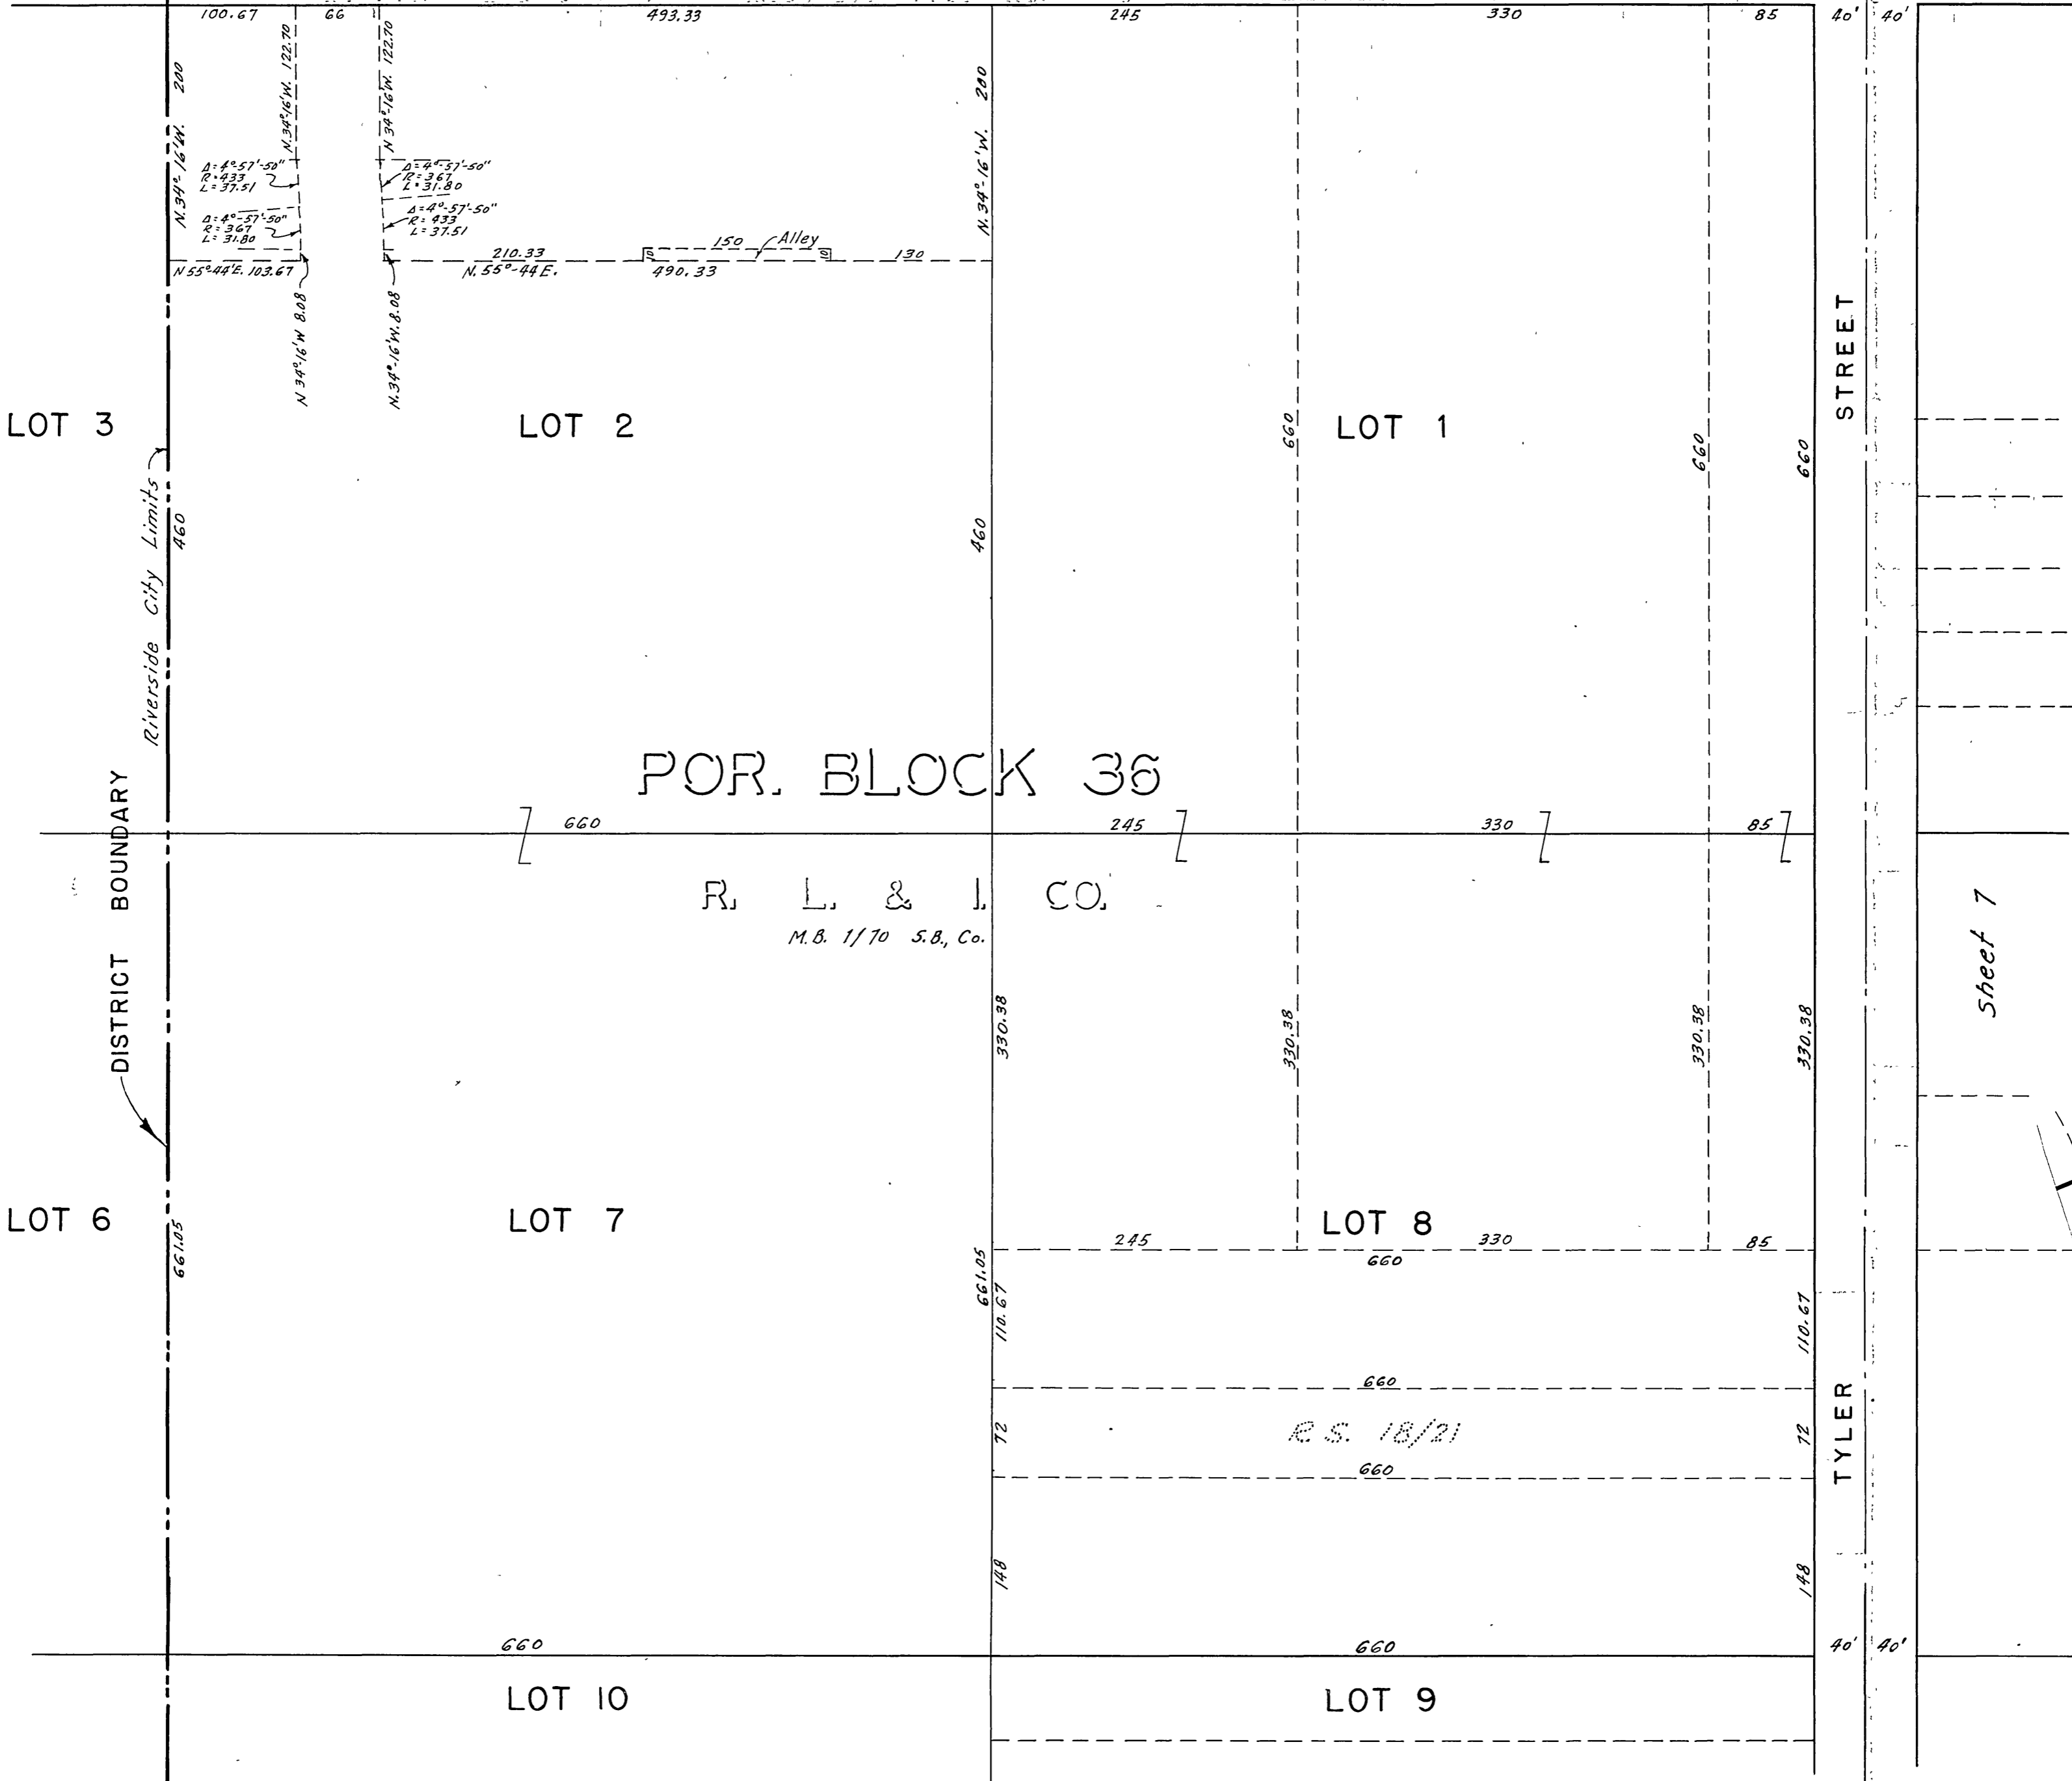 100.67 66 493.33 245 330 85 40' 40'
N.34°-16'W. 200
N.34°-16'W. 122.70
N 34°-16'W. 122.70
N.34°-16'W. 200
Δ=4°-57'-50"
R=433
L=37.51
Δ=4°-57'-50"
R=367
L=31.80
Δ=4°-57'-50"
R=367
L=31.80
Δ=4°-57'-50"
R=433
L=37.51
210.33 150 Alley 130
N 55°-44'E. 103.67 N. 55°-44 E. 490.33
N 34°-16'W 8.08
N.34°-16'W. 8.08
STREET
LOT 3 LOT 2 LOT 1
660
660
660
Riverside City Limits
460
460
POR. BLOCK 36
660 245 330 85
DISTRICT BOUNDARY
R. L. & I. CO.
M.B. 1/70 S.B., Co.
Sheet 7
330.38
330.38
330.38
330.38
LOT 6 LOT 7 LOT 8
661.05
661.05
245 330 85
660
110.67
110.67
660
72
R.S. 18/21
72
TYLER
660
148
148
660 660 40' 40'
LOT 10 LOT 9